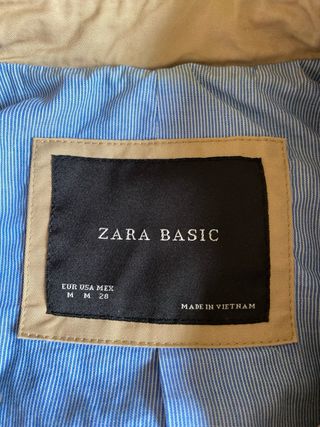 ZARA BASIC
EUR USA MEX
M M 28
MADE IN VIETNAM